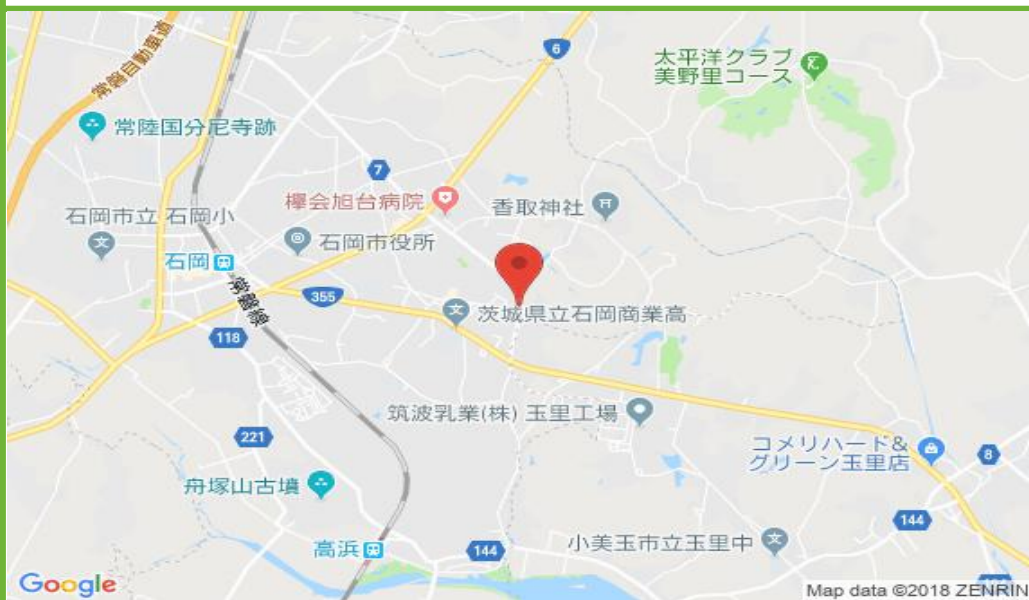 常磐自動車道
6
太平洋クラブ
美野里コース
常陸国分尼寺跡
7
欅会旭台病院
香取神社
石岡市立 石岡小
石岡市役所
石岡
常磐線
355
茨城県立石岡商業高
118
筑波乳業(株) 玉里工場
221
コメリハード&
グリーン玉里店
8
舟塚山古墳
144
高浜
144
小美玉市立玉里中
Google
Map data ©2018 ZENRIN